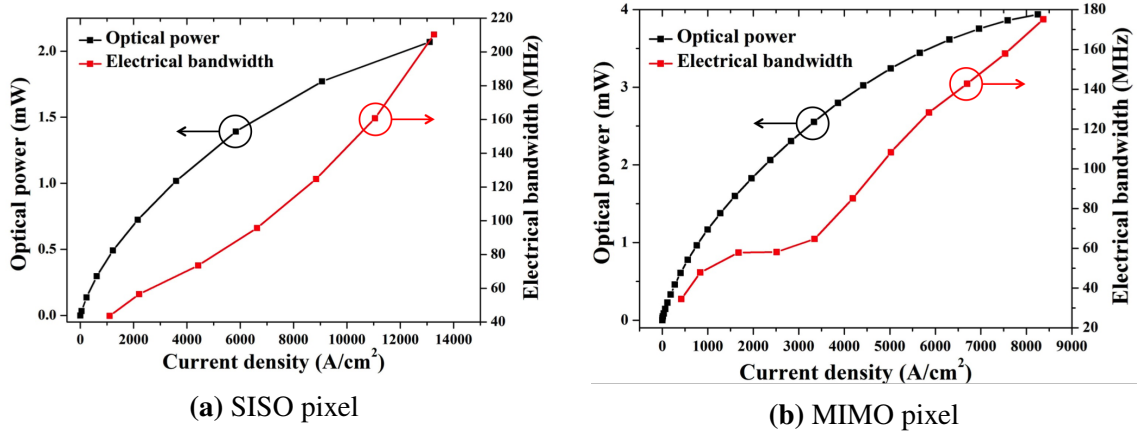 Optical power
Electrical bandwidth
Optical power (mW)
2.0
1.5
1.0
0.5
0.0
Electrical bandwidth (MHz)
220
200
180
160
140
120
100
80
60
40
0 2000 4000 6000 8000 10000 12000 14000
Current density (A/cm²)
(a) SISO pixel
Optical power
Electrical bandwidth
Optical power (mW)
4
3
2
1
0
Electrical bandwidth (MHz)
180
160
140
120
100
80
60
40
20
0 1000 2000 3000 4000 5000 6000 7000 8000 9000
Current density (A/cm²)
(b) MIMO pixel